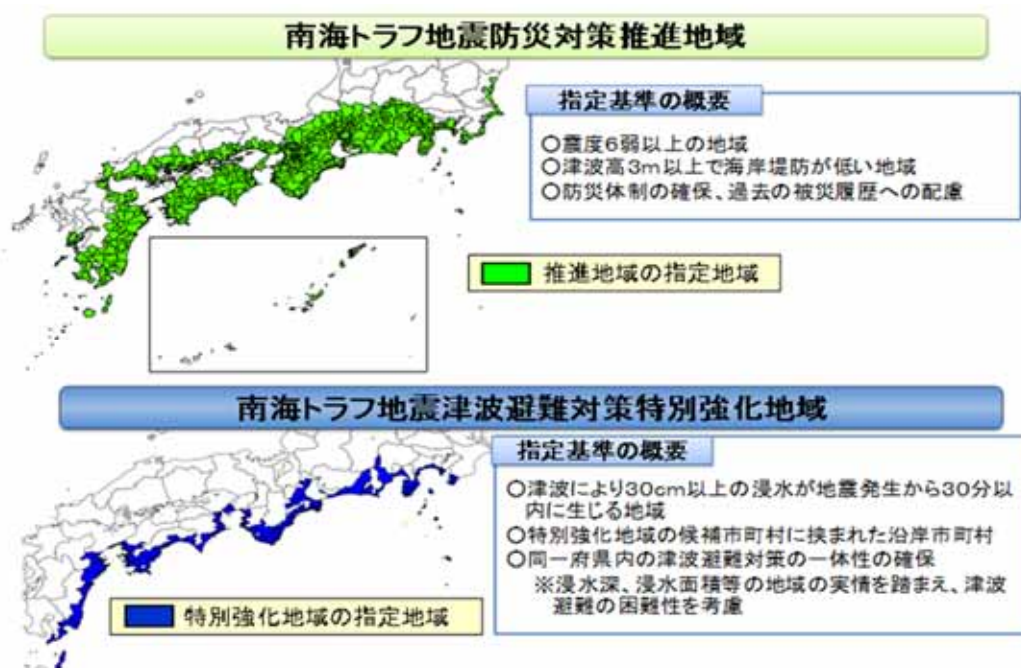 南海トラフ地震防災対策推進地域
指定基準の概要
○震度6弱以上の地域
○津波高3m以上で海岸堤防が低い地域
○防災体制の確保、過去の被災履歴への配慮
推進地域の指定地域
南海トラフ地震津波避難対策特別強化地域
指定基準の概要
○津波により30cm以上の浸水が地震発生から30分以
内に生じる地域
○特別強化地域の候補市町村に挟まれた沿岸市町村
○同一府県内の津波避難対策の一体性の確保
※浸水深、浸水面積等の地域の実情を踏まえ、津波
避難の困難性を考慮
特別強化地域の指定地域